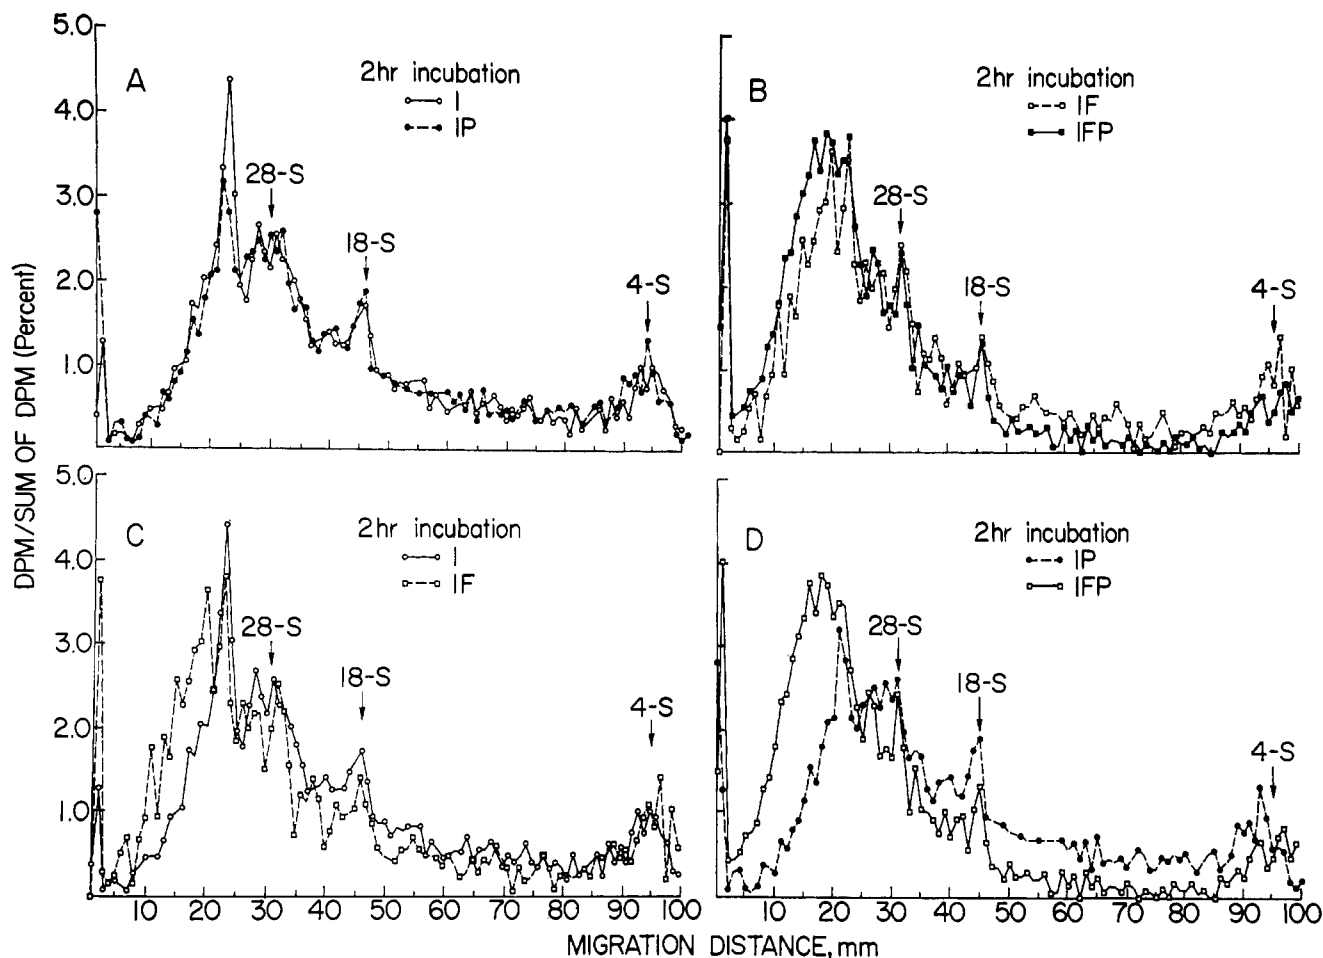 DPM/SUM OF DPM (Percent)
5.0
4.0
3.0
2.0
1.0
A
2hr incubation
I
IP
28-S
18-S
4-S
B
2hr incubation
IF
IFP
28-S
18-S
4-S
5.0
4.0
3.0
2.0
1.0
C
2hr incubation
I
IF
28-S
18-S
4-S
D
2hr incubation
IP
IFP
28-S
18-S
4-S
10 20 30 40 50 60 70 80 90 100
10 20 30 40 50 60 70 80 90 100
MIGRATION DISTANCE, mm